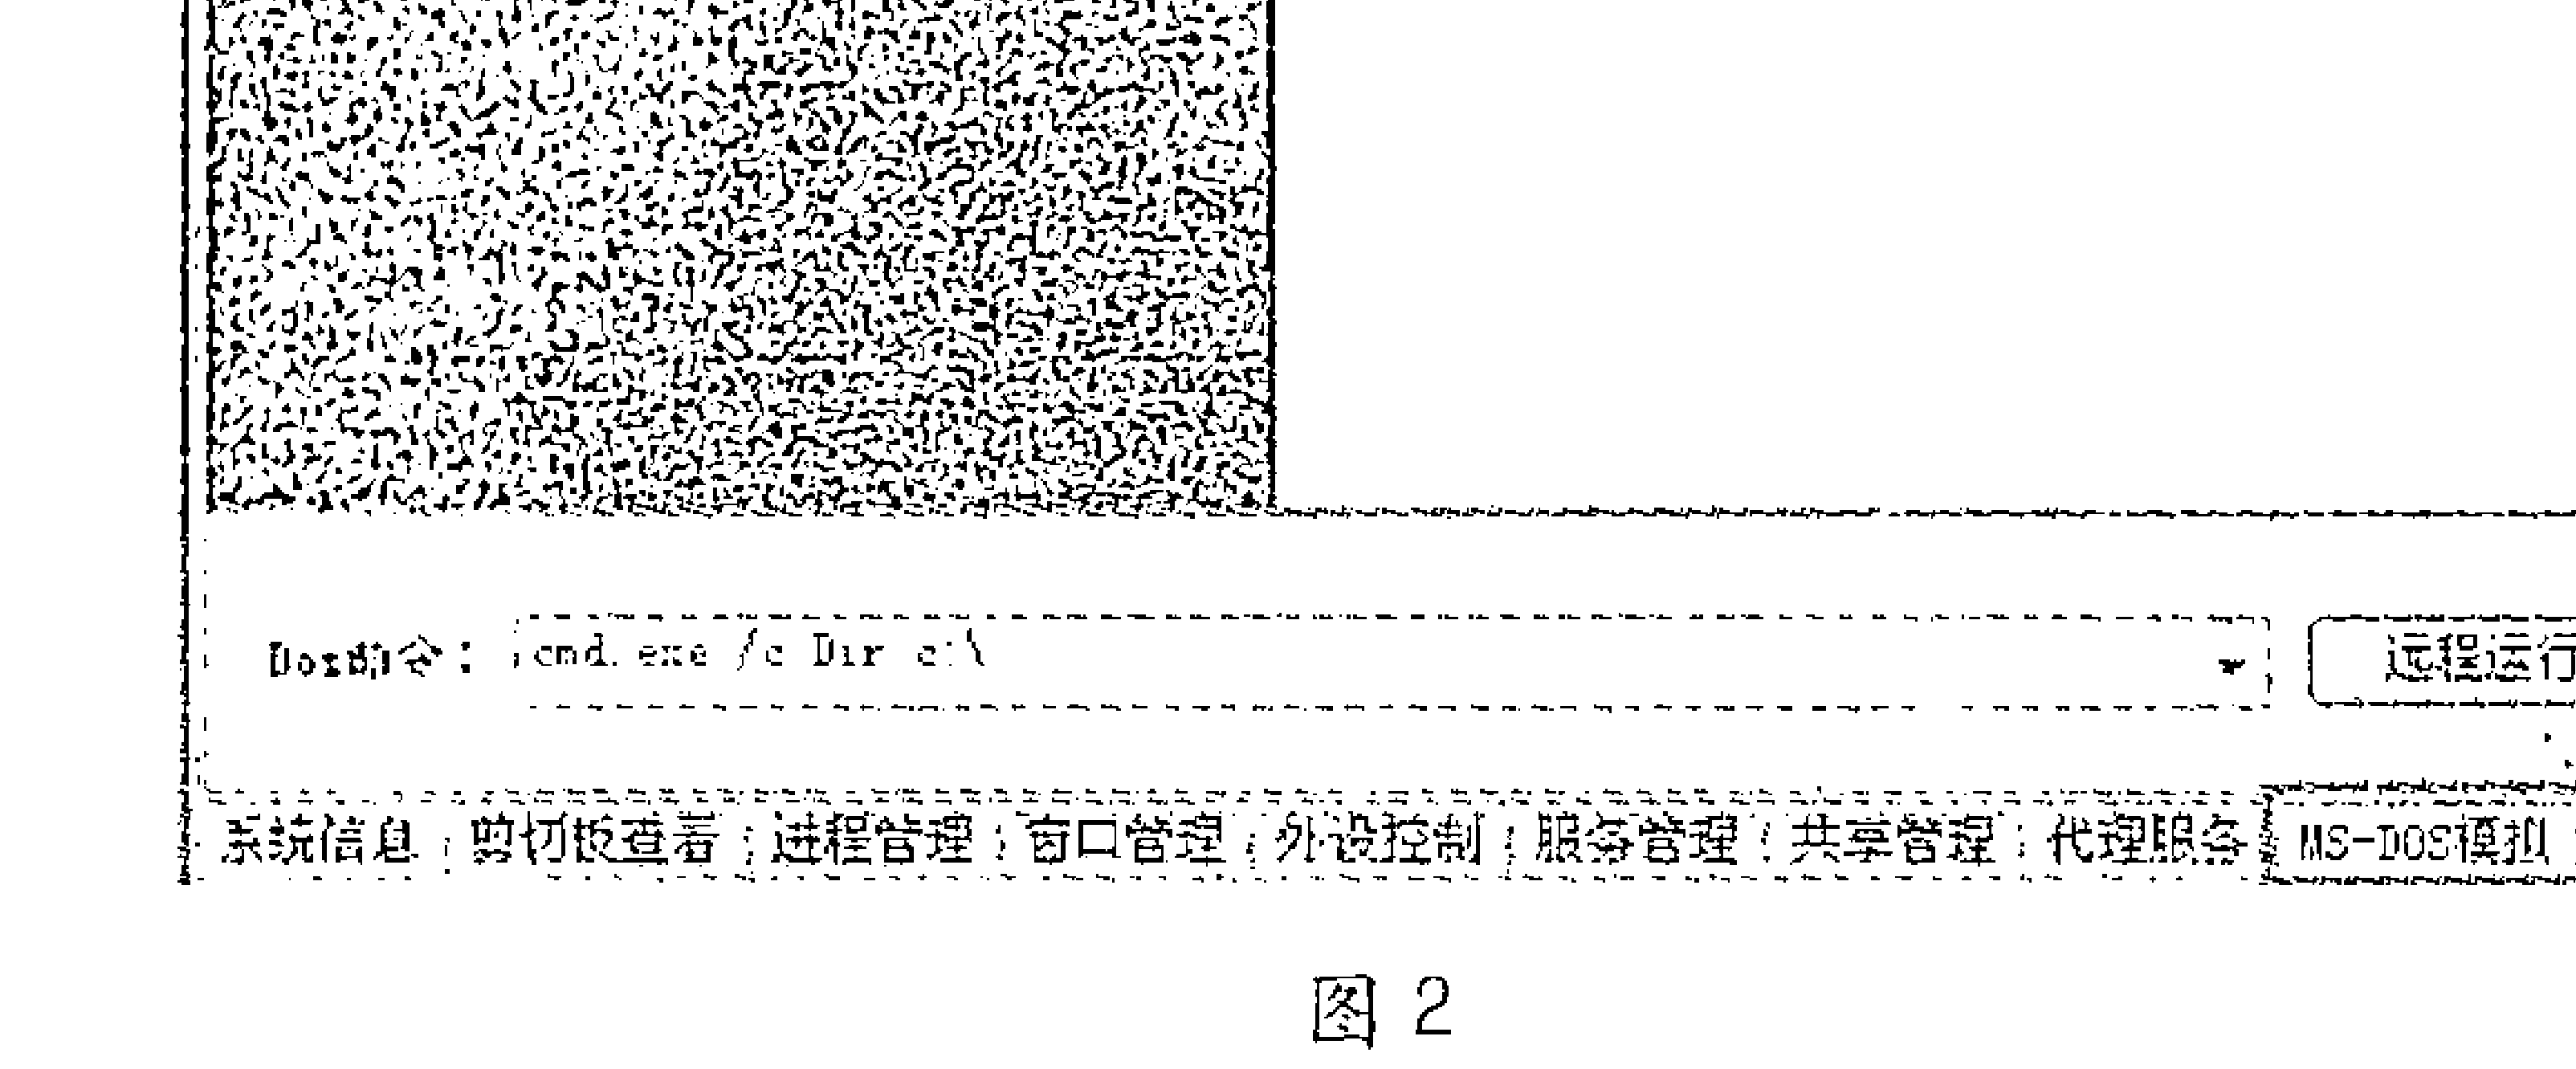 Dos命令: cmd.exe /c Dir c:\ 远程运行
系统信息 剪切板查看 进程管理 窗口管理 外设控制 服务管理 共享管理 代理服务 MS-DOS模拟
图 2